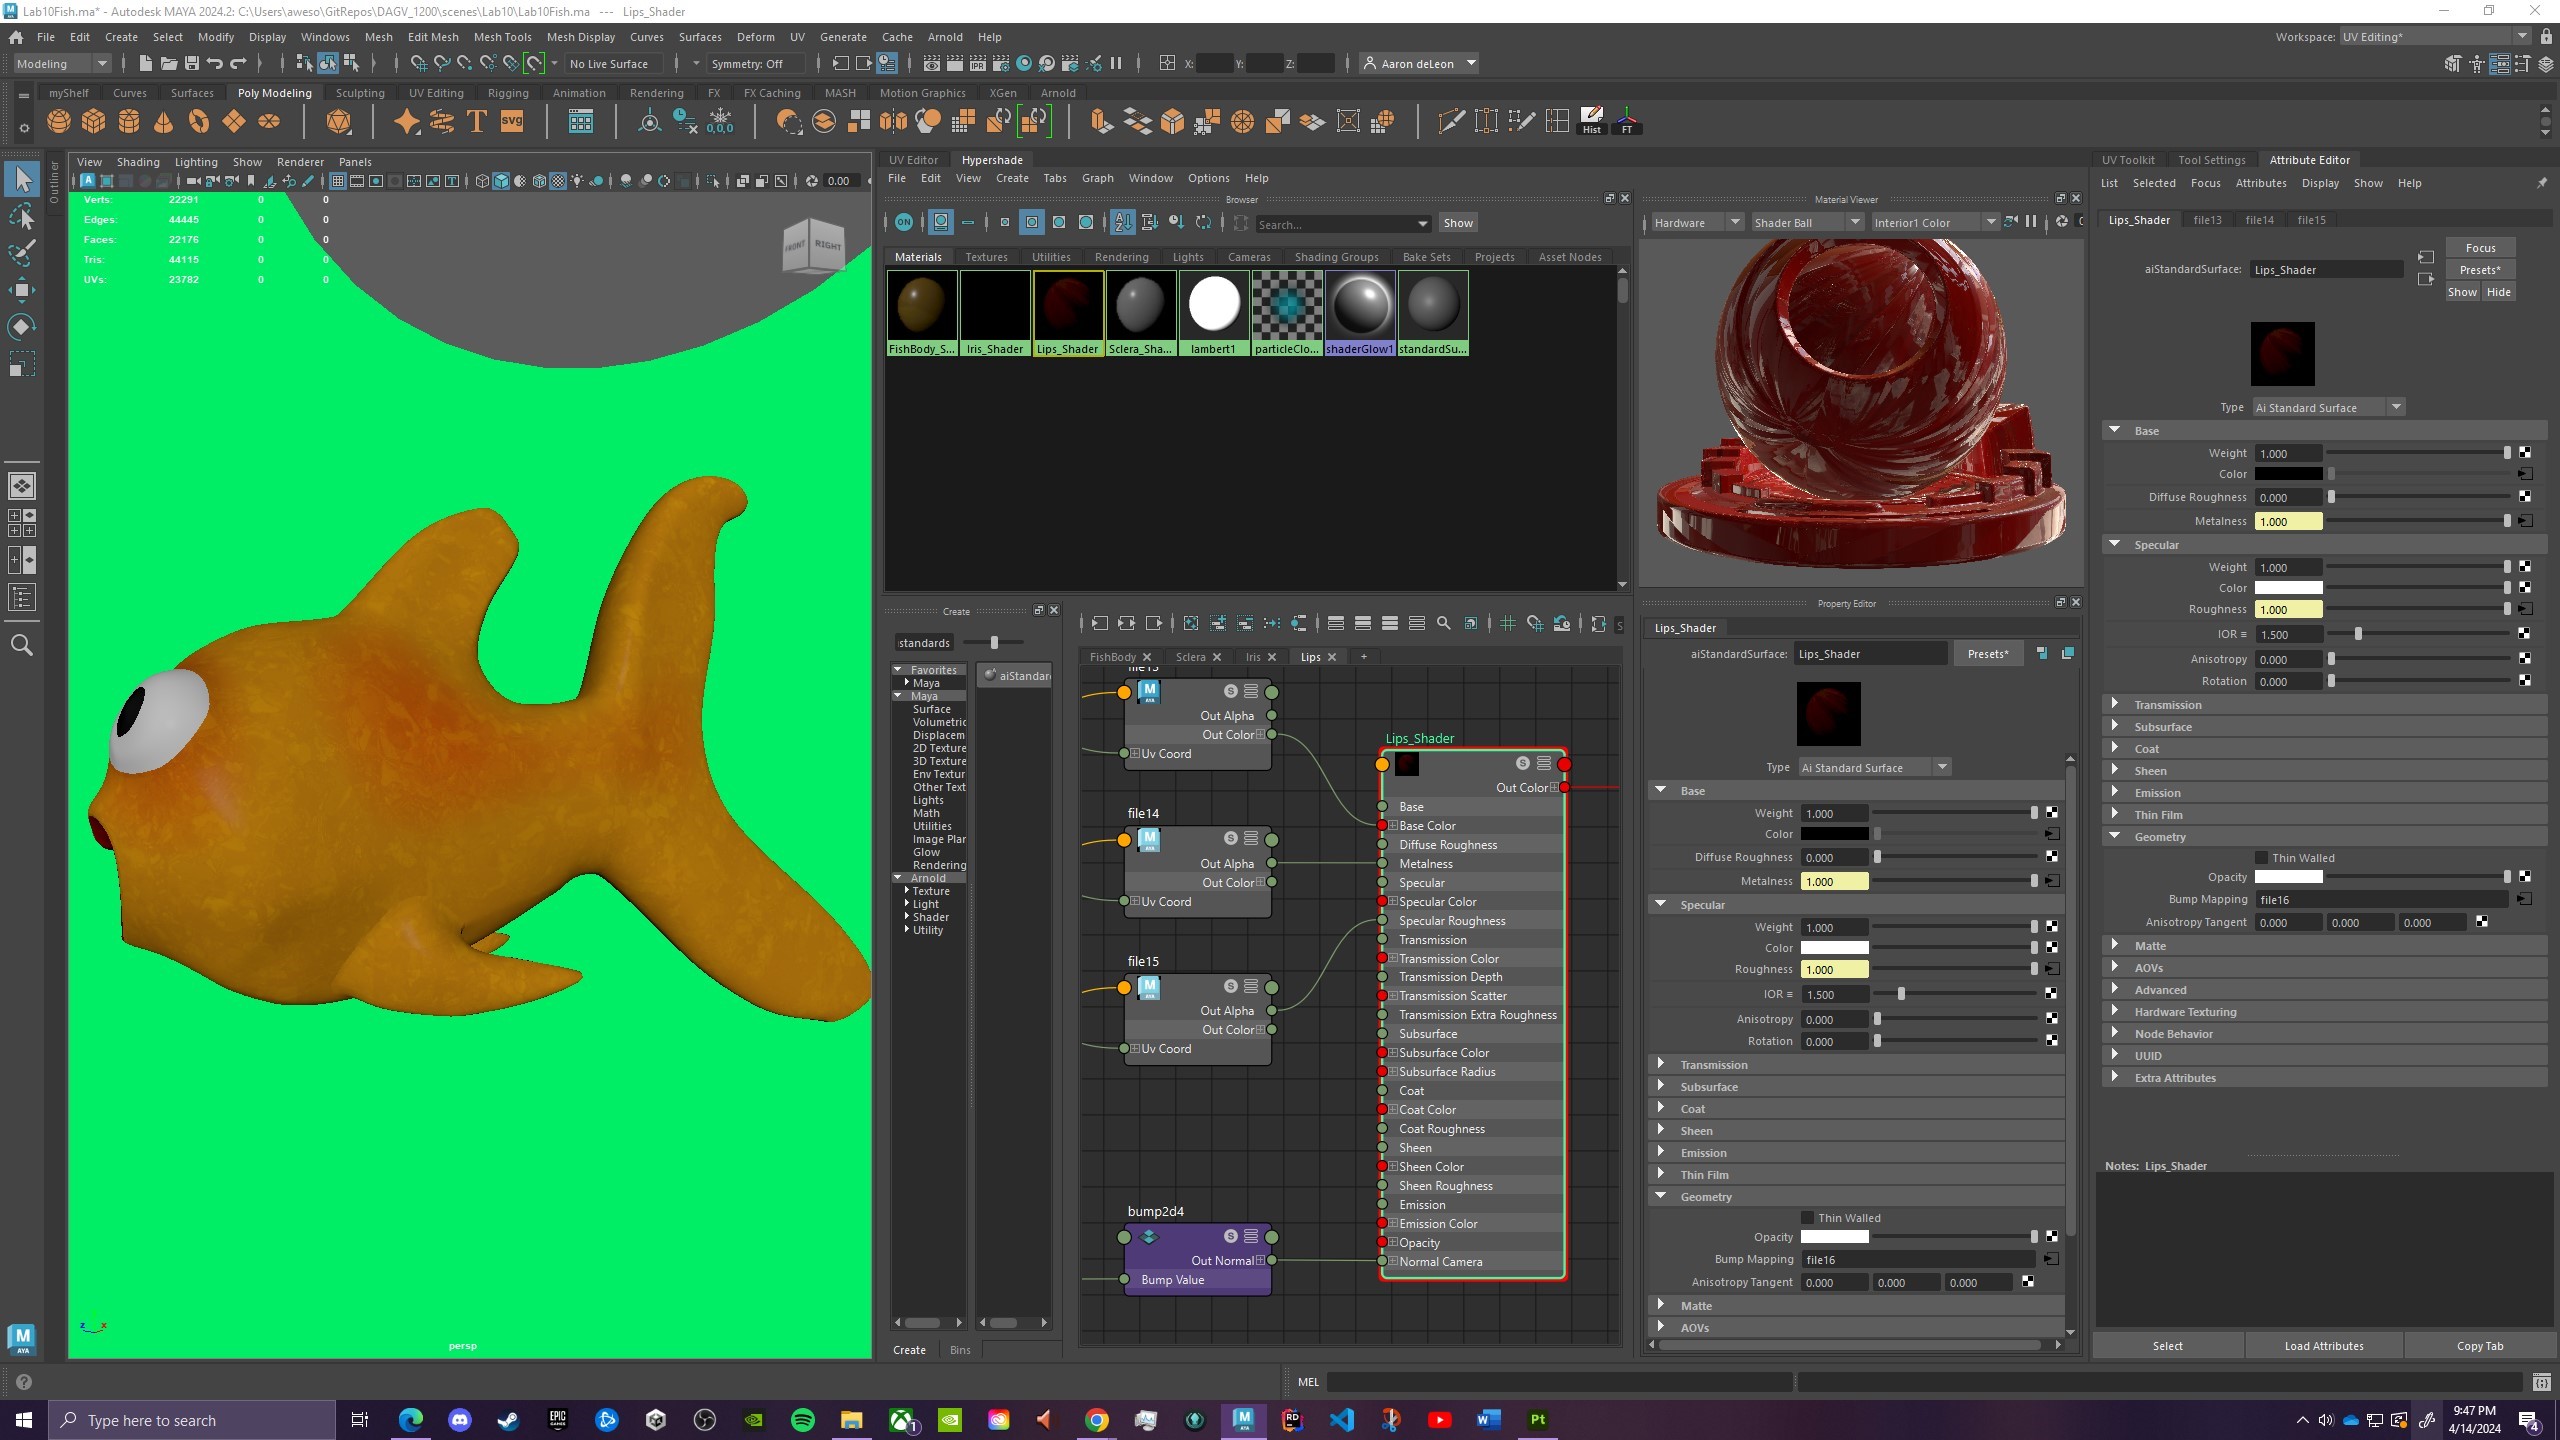 Lab10Fish.ma* - Autodesk MAYA 2024.2: C:\Users\aweso\GitRepos\DAGV_1200\scenes\Lab10\Lab10Fish.ma --- Lips_Shader
File Edit Create Select Modify Display Windows Mesh Edit Mesh Mesh Tools Mesh Display Curves Surfaces Deform UV Generate Cache Arnold Help
Workspace: UV Editing*
Modeling No Live Surface Symmetry: Off X: Y: Z: Aaron deLeon
myShelf Curves Surfaces Poly Modeling Sculpting UV Editing Rigging Animation Rendering FX FX Caching MASH Motion Graphics XGen Arnold
SVG 0,0,0 Hist FT
Outliner
View Shading Lighting Show Renderer Panels
0.00
Verts: 22291 0 0
Edges: 44445 0 0
Faces: 22176 0 0
Tris: 44115 0 0
UVs: 23782 0 0
FRONT RIGHT
persp
UV Editor Hypershade
File Edit View Create Tabs Graph Window Options Help
Browser
ON Search... Show
Materials Textures Utilities Rendering Lights Cameras Shading Groups Bake Sets Projects Asset Nodes
FishBody_S... Iris_Shader Lips_Shader Sclera_Sha... lambert1 particleClo... shaderGlow1 standardSu...
Material Viewer
Hardware Shader Ball Interior1 Color
Create
standards
Favorites
Maya
Maya
Surface
Volumetric
Displacem
2D Texture
3D Texture
Env Textur
Other Text
Lights
Math
Utilities
Image Plan
Glow
Rendering
Arnold
Texture
Light
Shader
Utility
aiStandar
Create Bins
FishBody Sclera Iris Lips +
Out Alpha
Out Color
Uv Coord
file14
Out Alpha
Out Color
Uv Coord
file15
Out Alpha
Out Color
Uv Coord
bump2d4
Out Normal
Bump Value
Lips_Shader
Out Color
Base
Base Color
Diffuse Roughness
Metalness
Specular
Specular Color
Specular Roughness
Transmission
Transmission Color
Transmission Depth
Transmission Scatter
Transmission Extra Roughness
Subsurface
Subsurface Color
Subsurface Radius
Coat
Coat Color
Coat Roughness
Sheen
Sheen Color
Sheen Roughness
Emission
Emission Color
Opacity
Normal Camera
Property Editor
Lips_Shader
aiStandardSurface: Lips_Shader Presets*
Type Ai Standard Surface
Base
Weight 1.000
Color
Diffuse Roughness 0.000
Metalness 1.000
Specular
Weight 1.000
Color
Roughness 1.000
IOR 1.500
Anisotropy 0.000
Rotation 0.000
Transmission
Subsurface
Coat
Sheen
Emission
Thin Film
Geometry
Thin Walled
Opacity
Bump Mapping file16
Anisotropy Tangent 0.000 0.000 0.000
Matte
AOVs
UV Toolkit Tool Settings Attribute Editor
List Selected Focus Attributes Display Show Help
Lips_Shader file13 file14 file15
aiStandardSurface: Lips_Shader
Focus
Presets*
Show Hide
Type Ai Standard Surface
Base
Weight 1.000
Color
Diffuse Roughness 0.000
Metalness 1.000
Specular
Weight 1.000
Color
Roughness 1.000
IOR 1.500
Anisotropy 0.000
Rotation 0.000
Transmission
Subsurface
Coat
Sheen
Emission
Thin Film
Geometry
Thin Walled
Opacity
Bump Mapping file16
Anisotropy Tangent 0.000 0.000 0.000
Matte
AOVs
Advanced
Hardware Texturing
Node Behavior
UUID
Extra Attributes
Notes: Lips_Shader
Select Load Attributes Copy Tab
MEL
Type here to search
9:47 PM
4/14/2024